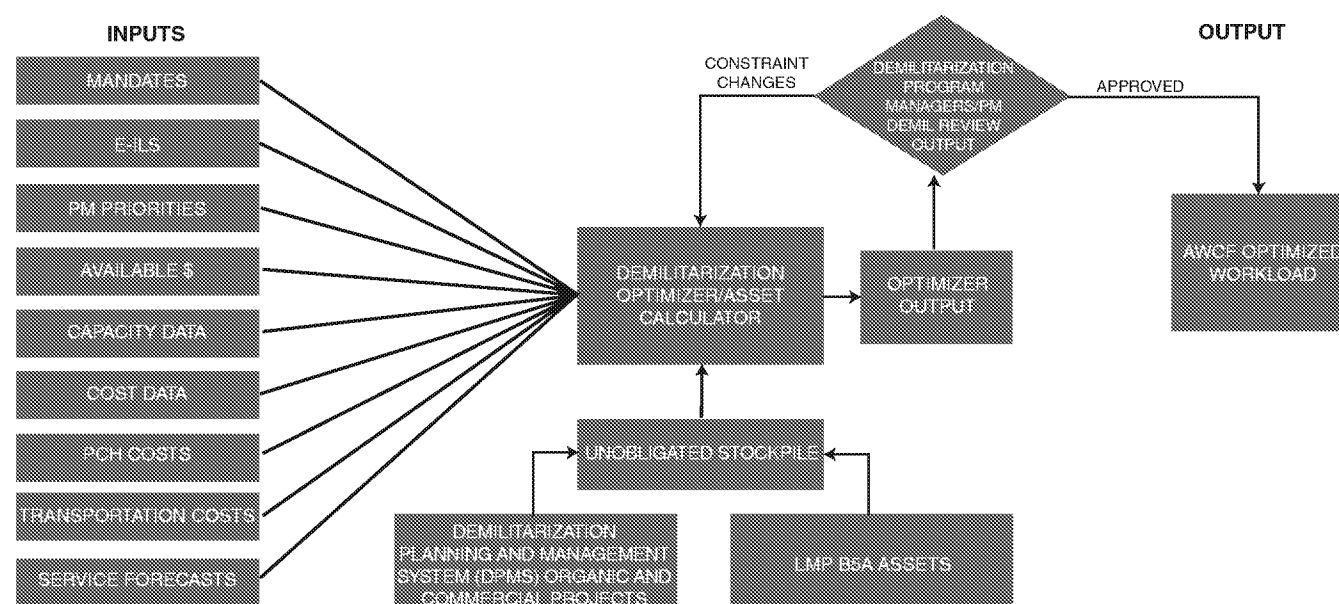 INPUTS
MANDATES
E-ILS
PM PRIORITIES
AVAILABLE $
CAPACITY DATA
COST DATA
PCH COSTS
TRANSPORTATION COSTS
SERVICE FORECASTS
CONSTRAINT
CHANGES
DEMILITARIZATION
PROGRAM
MANAGERS/PM
DEMIL REVIEW
OUTPUT
APPROVED
OUTPUT
DEMILITARIZATION
OPTIMIZER/ASSET
CALCULATOR
OPTIMIZER
OUTPUT
AWCF OPTIMIZED
WORKLOAD
UNOBLIGATED STOCKPILE
DEMILITARIZATION
PLANNING AND MANAGEMENT
SYSTEM (DPMS) ORGANIC AND
COMMERCIAL PROJECTS
LMP B5A ASSETS